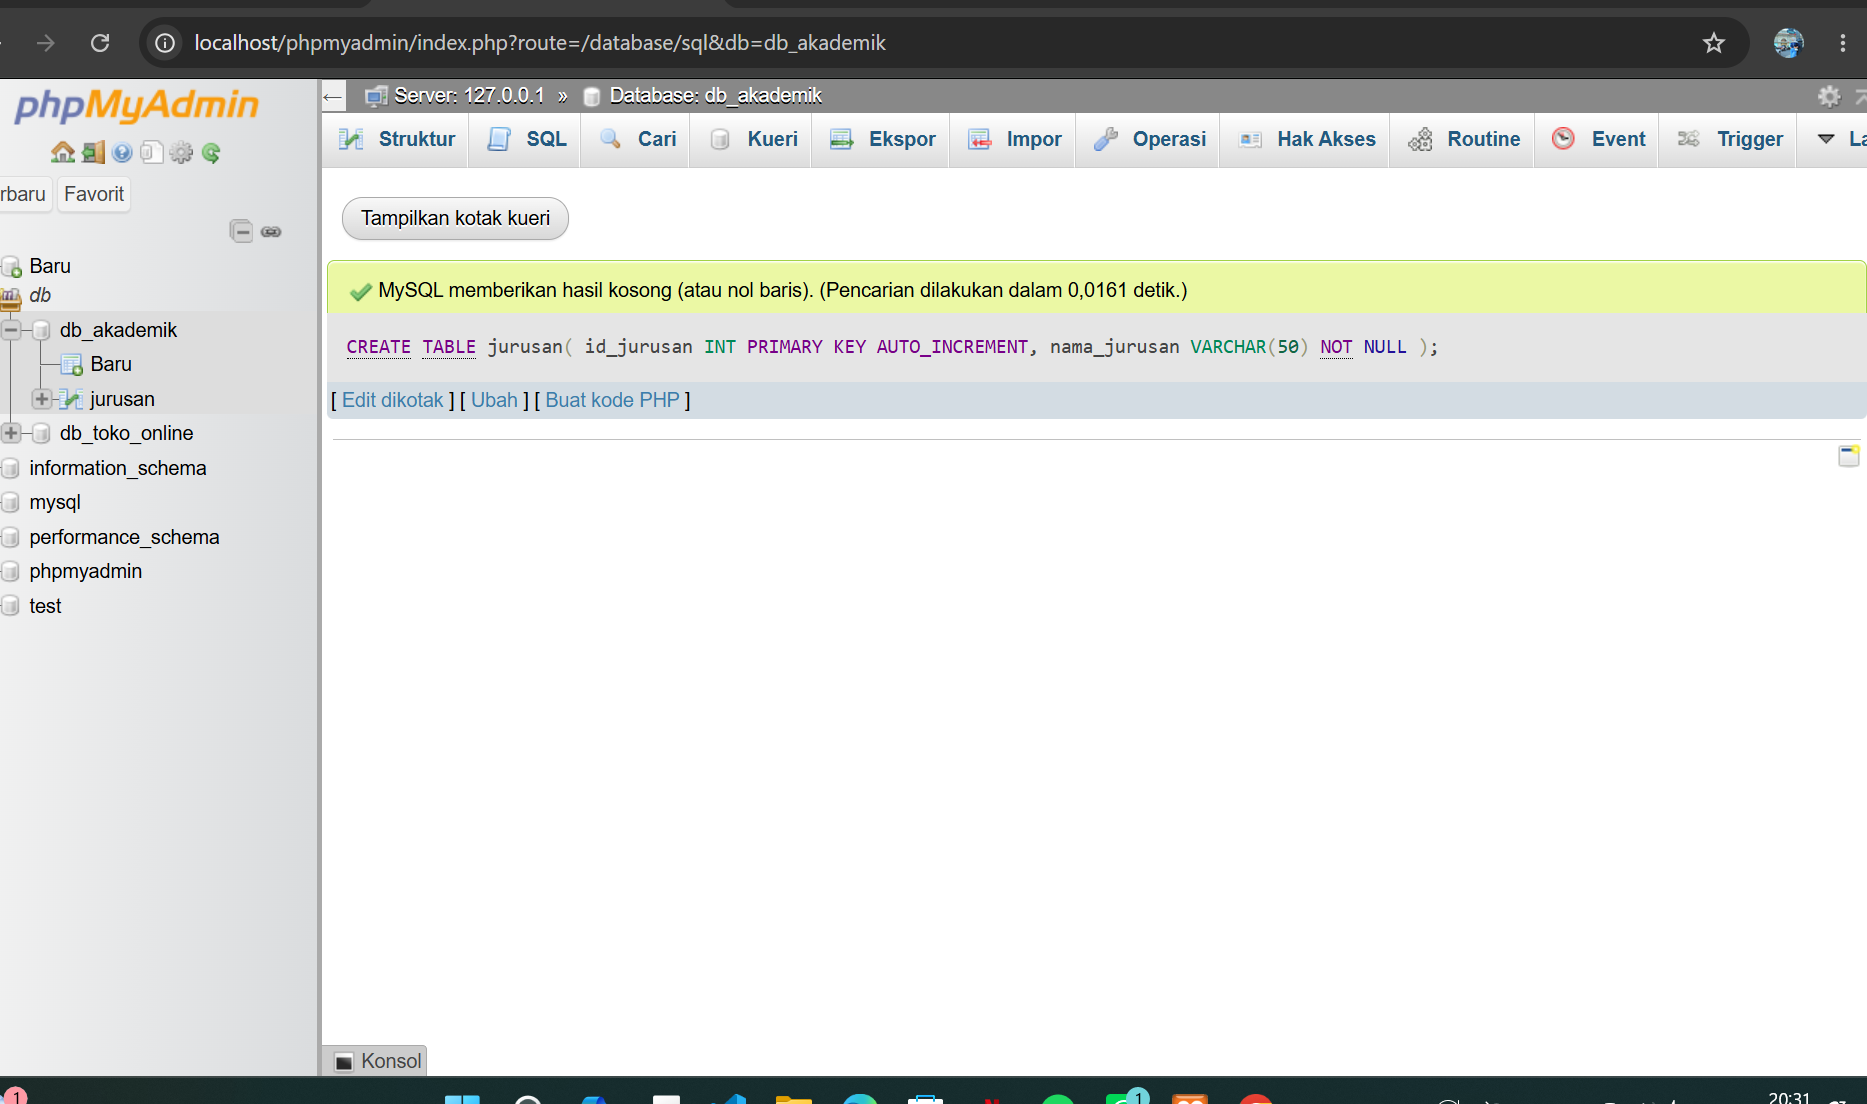 localhost/phpmyadmin/index.php?route=/database/sql&db=db_akademik
phpMyAdmin
rbaru Favorit
Baru
db
db_akademik
Baru
jurusan
db_toko_online
information_schema
mysql
performance_schema
phpmyadmin
test
Server: 127.0.0.1 » Database: db_akademik
Struktur SQL Cari Kueri Ekspor Impor Operasi Hak Akses Routine Event Trigger La
Tampilkan kotak kueri
MySQL memberikan hasil kosong (atau nol baris). (Pencarian dilakukan dalam 0,0161 detik.)
CREATE TABLE jurusan( id_jurusan INT PRIMARY KEY AUTO_INCREMENT, nama_jurusan VARCHAR(50) NOT NULL );
[ Edit dikotak ] [ Ubah ] [ Buat kode PHP ]
Konsol
1
1
20:31